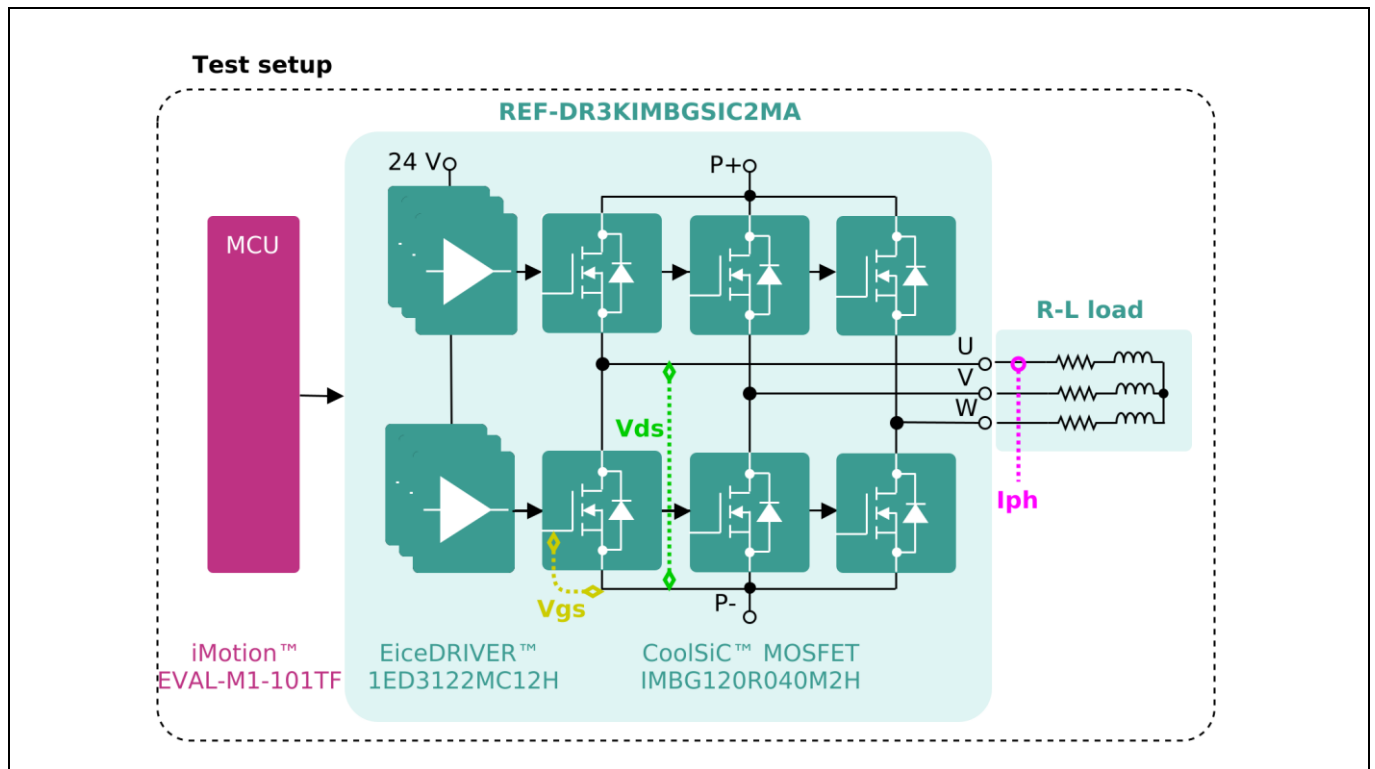 Test setup
REF-DR3KIMBGSIC2MA
24 V
P+
MCU
R-L load
U
V
W
Vds
Iph
Vgs
P-
iMotion™
EVAL-M1-101TF
EiceDRIVER™
1ED3122MC12H
CoolSiC™ MOSFET
IMBG120R040M2H